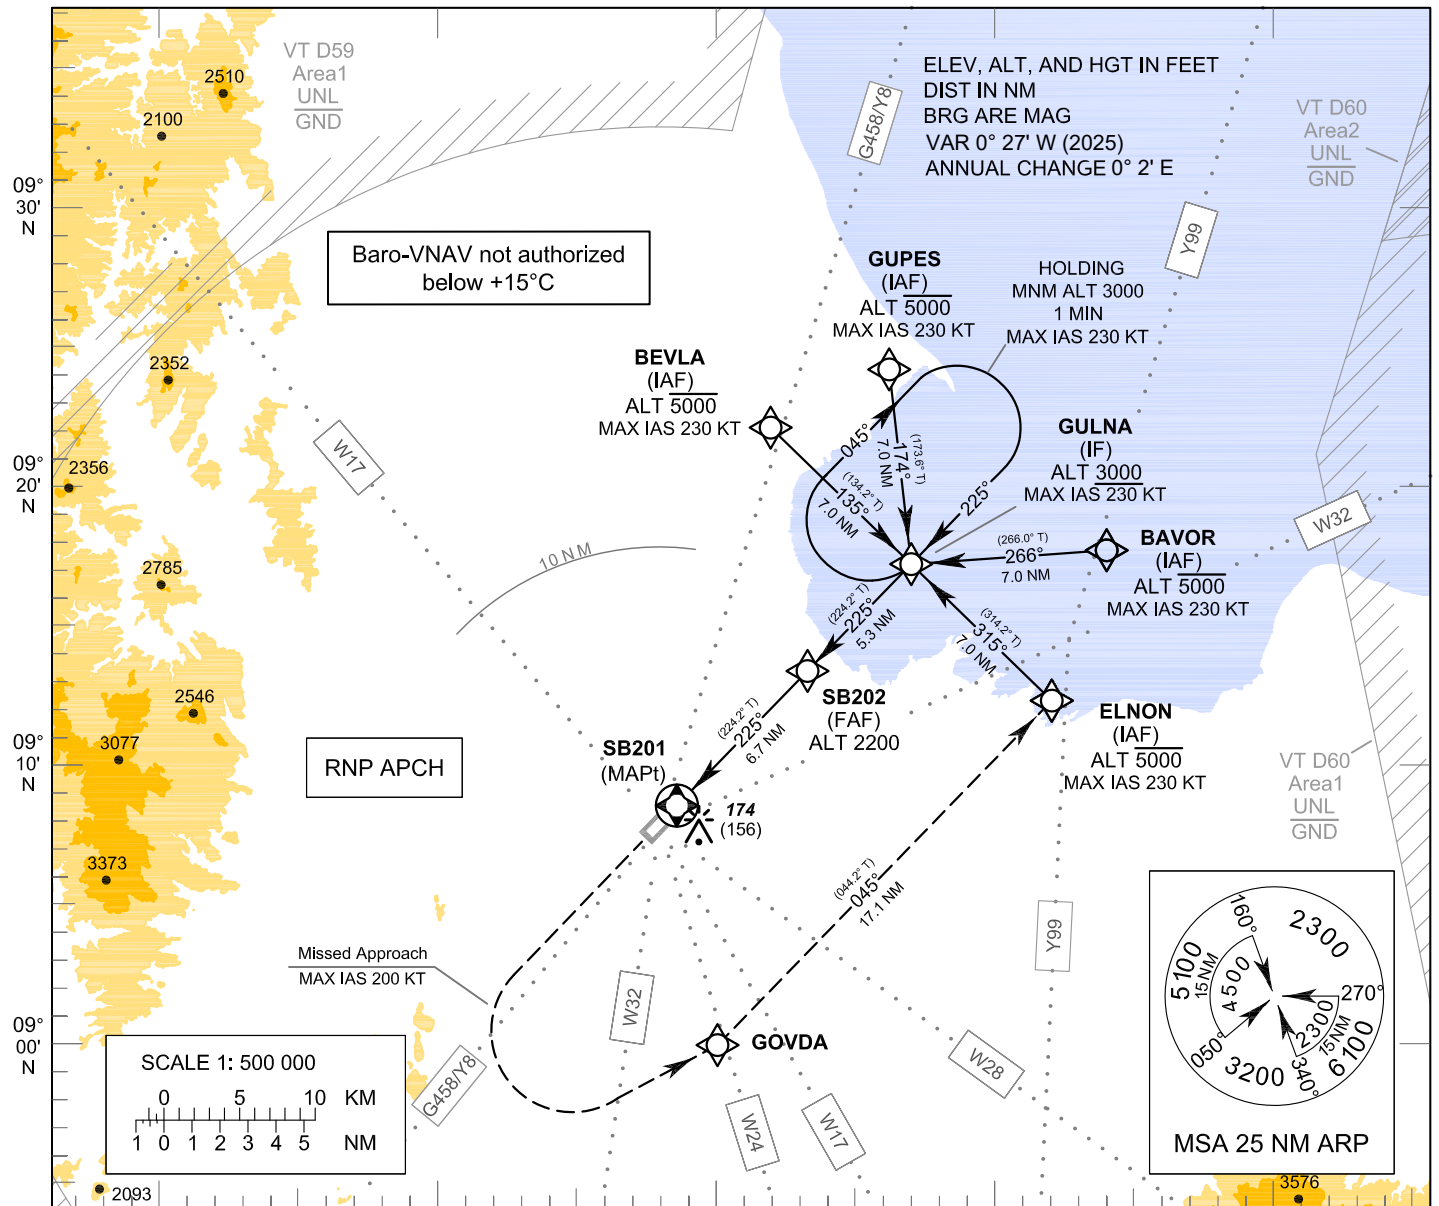 VT D59
Area1
UNL
GND
2510
2100
ELEV, ALT, AND HGT IN FEET
DIST IN NM
BRG ARE MAG
VAR 0° 27' W (2025)
ANNUAL CHANGE 0° 2' E
G458/Y8
VT D60
Area2
UNL
GND
09°
30'
N
Y99
Baro-VNAV not authorized
below +15°C
GUPES
(IAF)
ALT 5000
MAX IAS 230 KT
HOLDING
MNM ALT 3000
1 MIN
MAX IAS 230 KT
BEVLA
(IAF)
ALT 5000
MAX IAS 230 KT
2352
W17
GULNA
(IF)
ALT 3000
MAX IAS 230 KT
045°
(173.6° T)
174°
7.0 NM
225°
(134.2° T)
135°
7.0 NM
09°
20'
N
2356
W32
(266.0° T)
266°
7.0 NM
BAVOR
(IAF)
ALT 5000
MAX IAS 230 KT
10 NM
2785
(224.2° T)
225°
5.3 NM
(314.2° T)
315°
7.0 NM
2546
SB202
(FAF)
ALT 2200
ELNON
(IAF)
ALT 5000
MAX IAS 230 KT
(224.2° T)
225°
6.7 NM
09°
10'
N
3077
RNP APCH
SB201
(MAPt)
174
(156)
VT D60
Area1
UNL
GND
3373
(044.2° T)
045°
17.1 NM
Missed Approach
MAX IAS 200 KT
Y99
W32
GOVDA
W28
09°
00'
N
SCALE 1: 500 000
0 5 10 KM
1 0 1 2 3 4 5 NM
G458/Y8
W24
W17
160°
2300
5100
15 NM
4500
270°
2300
15 NM
6100
050°
3200
340°
MSA 25 NM ARP
2093
3576